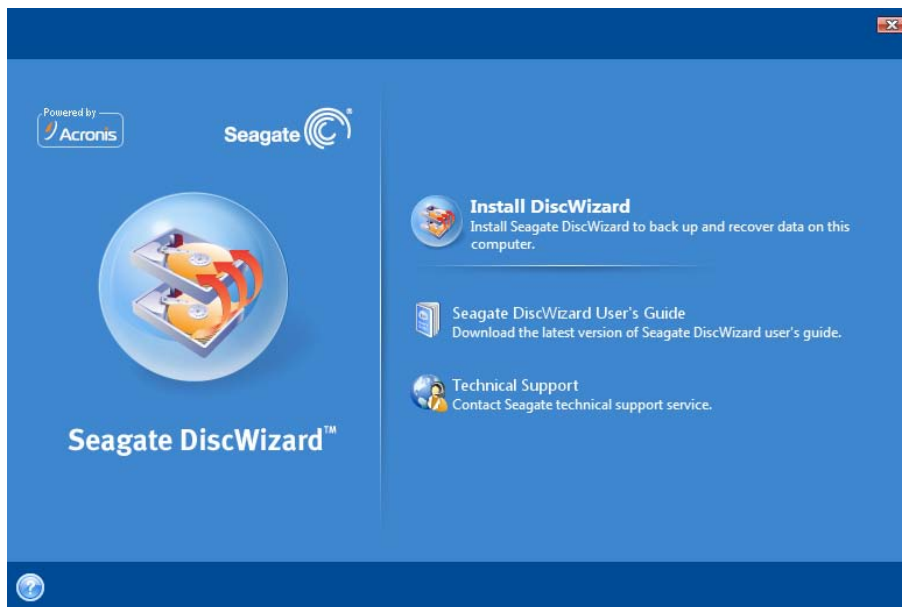 Powered by
Acronis
Seagate
Install DiscWizard
Install Seagate DiscWizard to back up and recover data on this
computer.
Seagate DiscWizard User's Guide
Download the latest version of Seagate DiscWizard user's guide.
Technical Support
Contact Seagate technical support service.
Seagate DiscWizard™
?